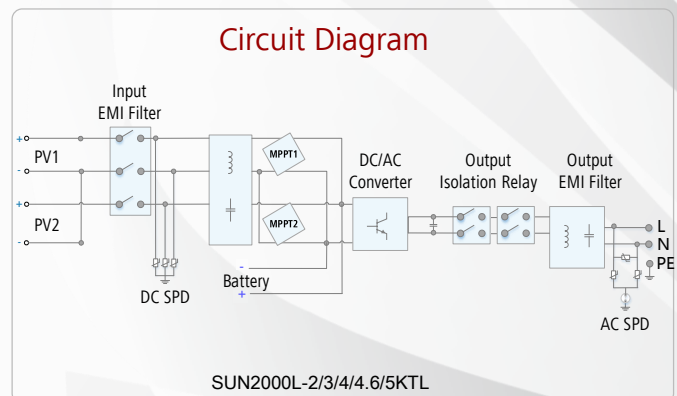 Circuit Diagram
Input
EMI Filter
+
PV1
-
+
PV2
-
DC SPD
MPPT1
MPPT2
-
Battery
+
DC/AC
Converter
Output
Isolation Relay
Output
EMI Filter
L
N
PE
AC SPD
SUN2000L-2/3/4/4.6/5KTL